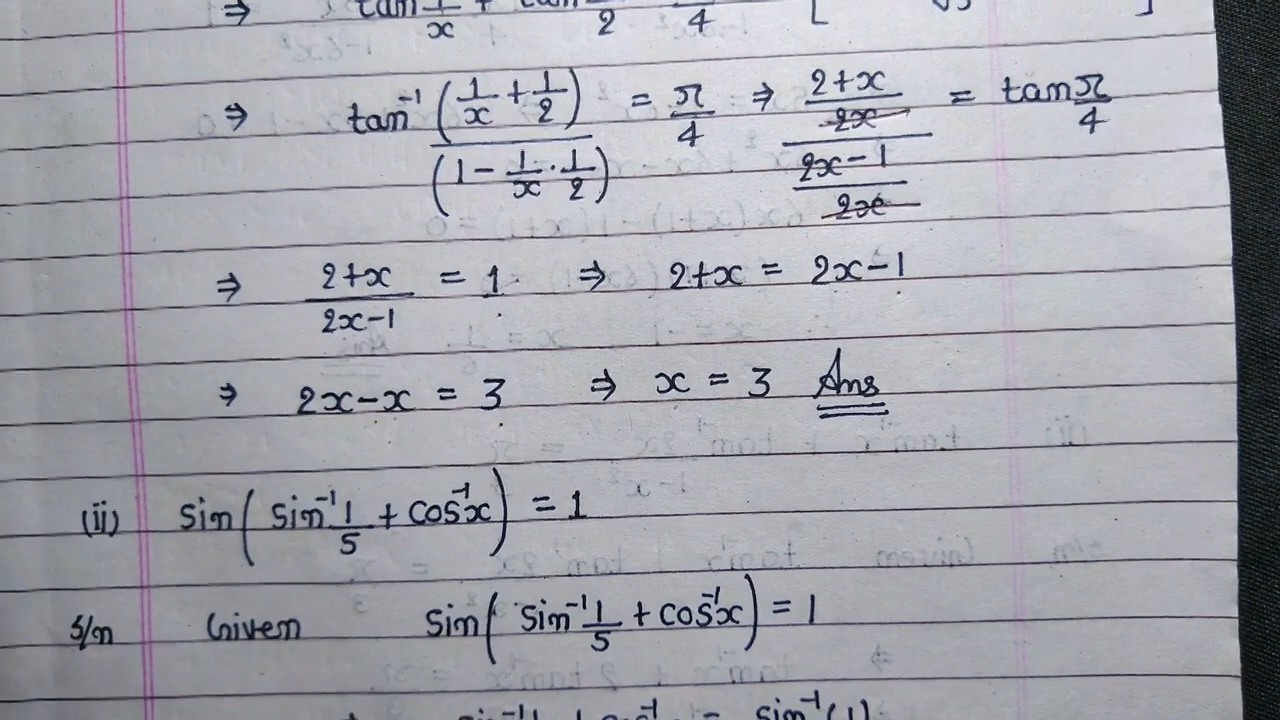 ⇒ tan⁻¹ (1/x + 1/2) / (1 − 1/x · 1/2) = π/4 ⇒ ((2+x)/2x) / ((2x−1)/2x) = tan π/4
⇒ (2+x)/(2x−1) = 1 ⇒ 2+x = 2x−1
⇒ 2x−x = 3 ⇒ x = 3 Ans
(ii) sin(sin⁻¹ 1/5 + cos⁻¹x) = 1
s/n Given sin(sin⁻¹ 1/5 + cos⁻¹x) = 1